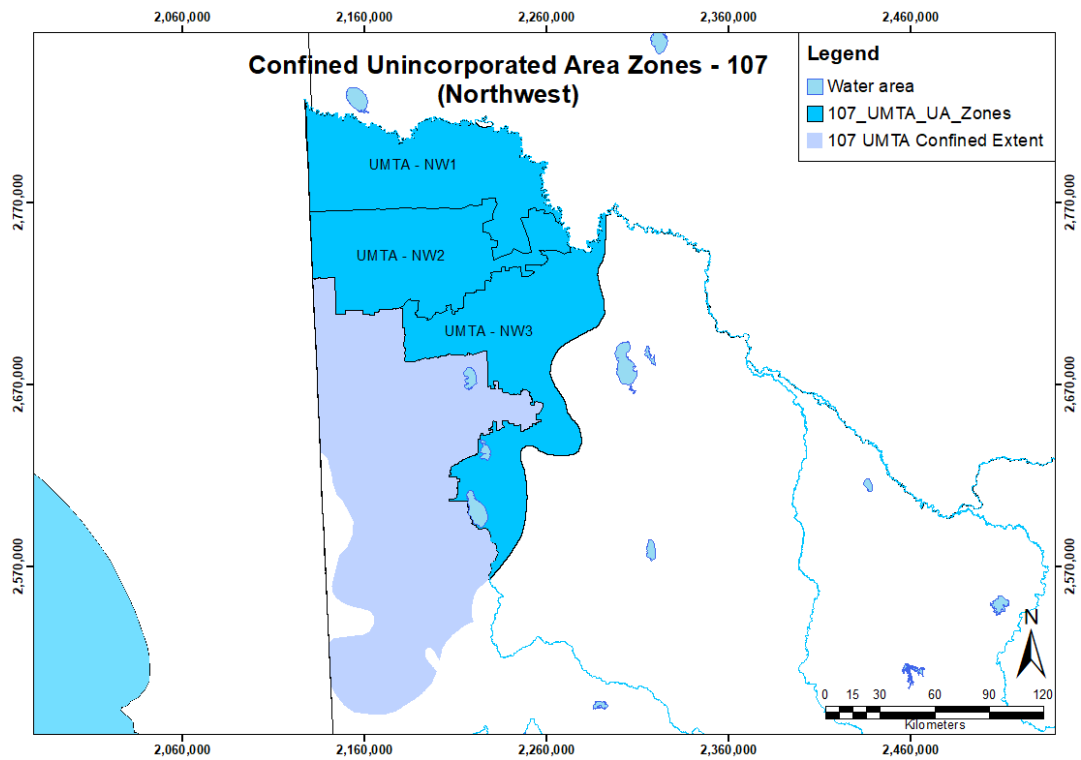 2,060,000
2,160,000
2,260,000
2,360,000
2,460,000
Confined Unincorporated Area Zones - 107
(Northwest)
Legend
Water area
107_UMTA_UA_Zones
107 UMTA Confined Extent
UMTA - NW1
2,770,000
2,770,000
UMTA - NW2
UMTA - NW3
2,670,000
2,670,000
2,570,000
2,570,000
N
0 15 30 60 90 120
Kilometers
2,060,000
2,160,000
2,260,000
2,360,000
2,460,000